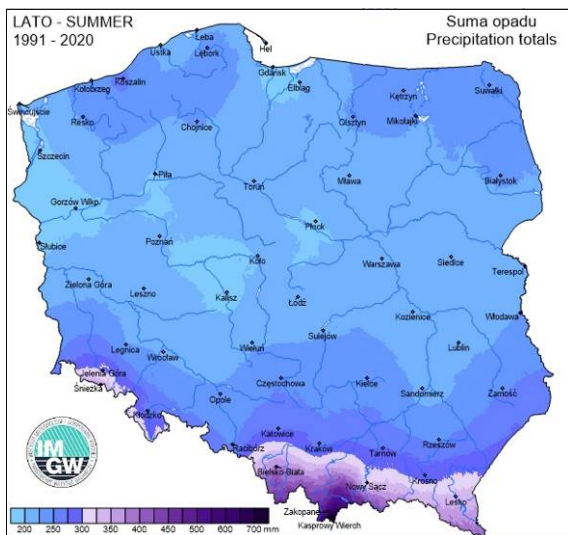 LATO - SUMMER
1991 - 2020
Suma opadu
Precipitation totals
Łeba
Hel
Ustka
Lębork
Gdańsk
Koszalin
Kołobrzeg
Elbląg
Kętrzyn
Suwałki
Świnoujście
Resko
Chojnice
Olsztyn
Mikołajki
Szczecin
Piła
Toruń
Mława
Białystok
Gorzów Wlkp.
Płock
Słubice
Poznań
Koło
Warszawa
Siedlce
Terespol
Zielona Góra
Leszno
Kalisz
Łódź
Kozienice
Włodawa
Legnica
Wrocław
Wieluń
Sulejów
Lublin
Jelenia Góra
Śnieżka
Częstochowa
Kielce
Sandomierz
Zamość
Kłodzko
Opole
Katowice
Racibórz
Kraków
Tarnów
Rzeszów
Bielsko-Biała
Nowy Sącz
Krosno
Lesko
Zakopane
Kasprowy Wierch
IM
GW
200 250 300 350 400 450 500 600 700 mm